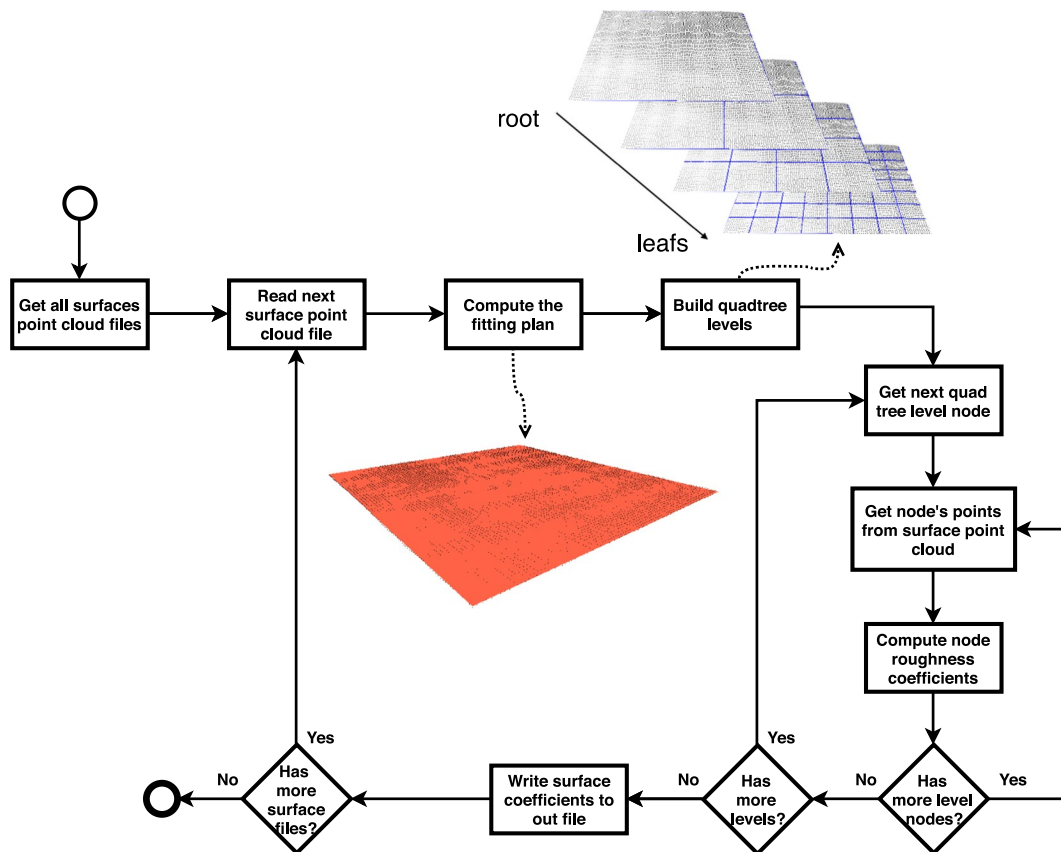 root
leafs
Get all surfaces
point cloud files
Read next
surface point
cloud file
Compute the
fitting plan
Build quadtree
levels
Get next quad
tree level node
Get node's points
from surface point
cloud
Compute node
roughness
coefficients
Has
more level
nodes?
Yes
No
Has
more
levels?
Yes
No
Write surface
coefficients to
out file
Has
more
surface
files?
Yes
No